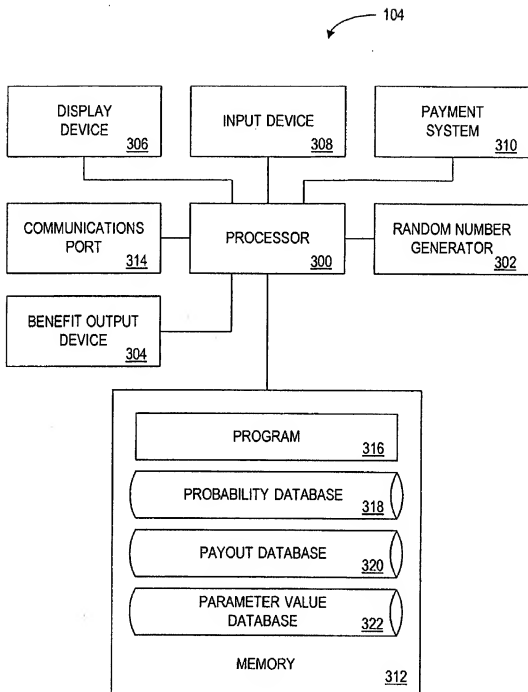 104
DISPLAY
DEVICE
306
INPUT DEVICE
308
PAYMENT
SYSTEM
310
COMMUNICATIONS
PORT
314
PROCESSOR
300
RANDOM NUMBER
GENERATOR
302
BENEFIT OUTPUT
DEVICE
304
PROGRAM
316
PROBABILITY DATABASE
318
PAYOUT DATABASE
320
PARAMETER VALUE
DATABASE
322
MEMORY
312